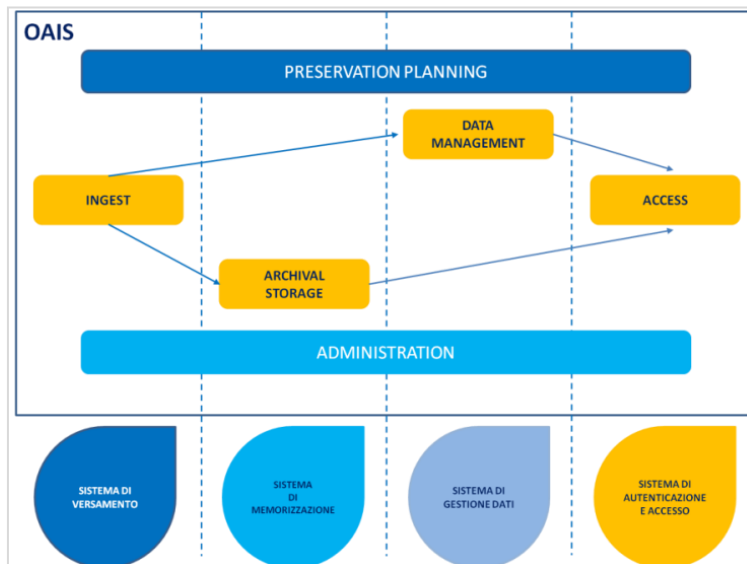 OAIS
PRESERVATION PLANNING
DATA
MANAGEMENT
INGEST
ACCESS
ARCHIVAL
STORAGE
ADMINISTRATION
SISTEMA DI
VERSAMENTO
SISTEMA
DI
MEMORIZZAZIONE
SISTEMA DI
GESTIONE DATI
SISTEMA DI
AUTENTICAZIONE
E ACCESSO